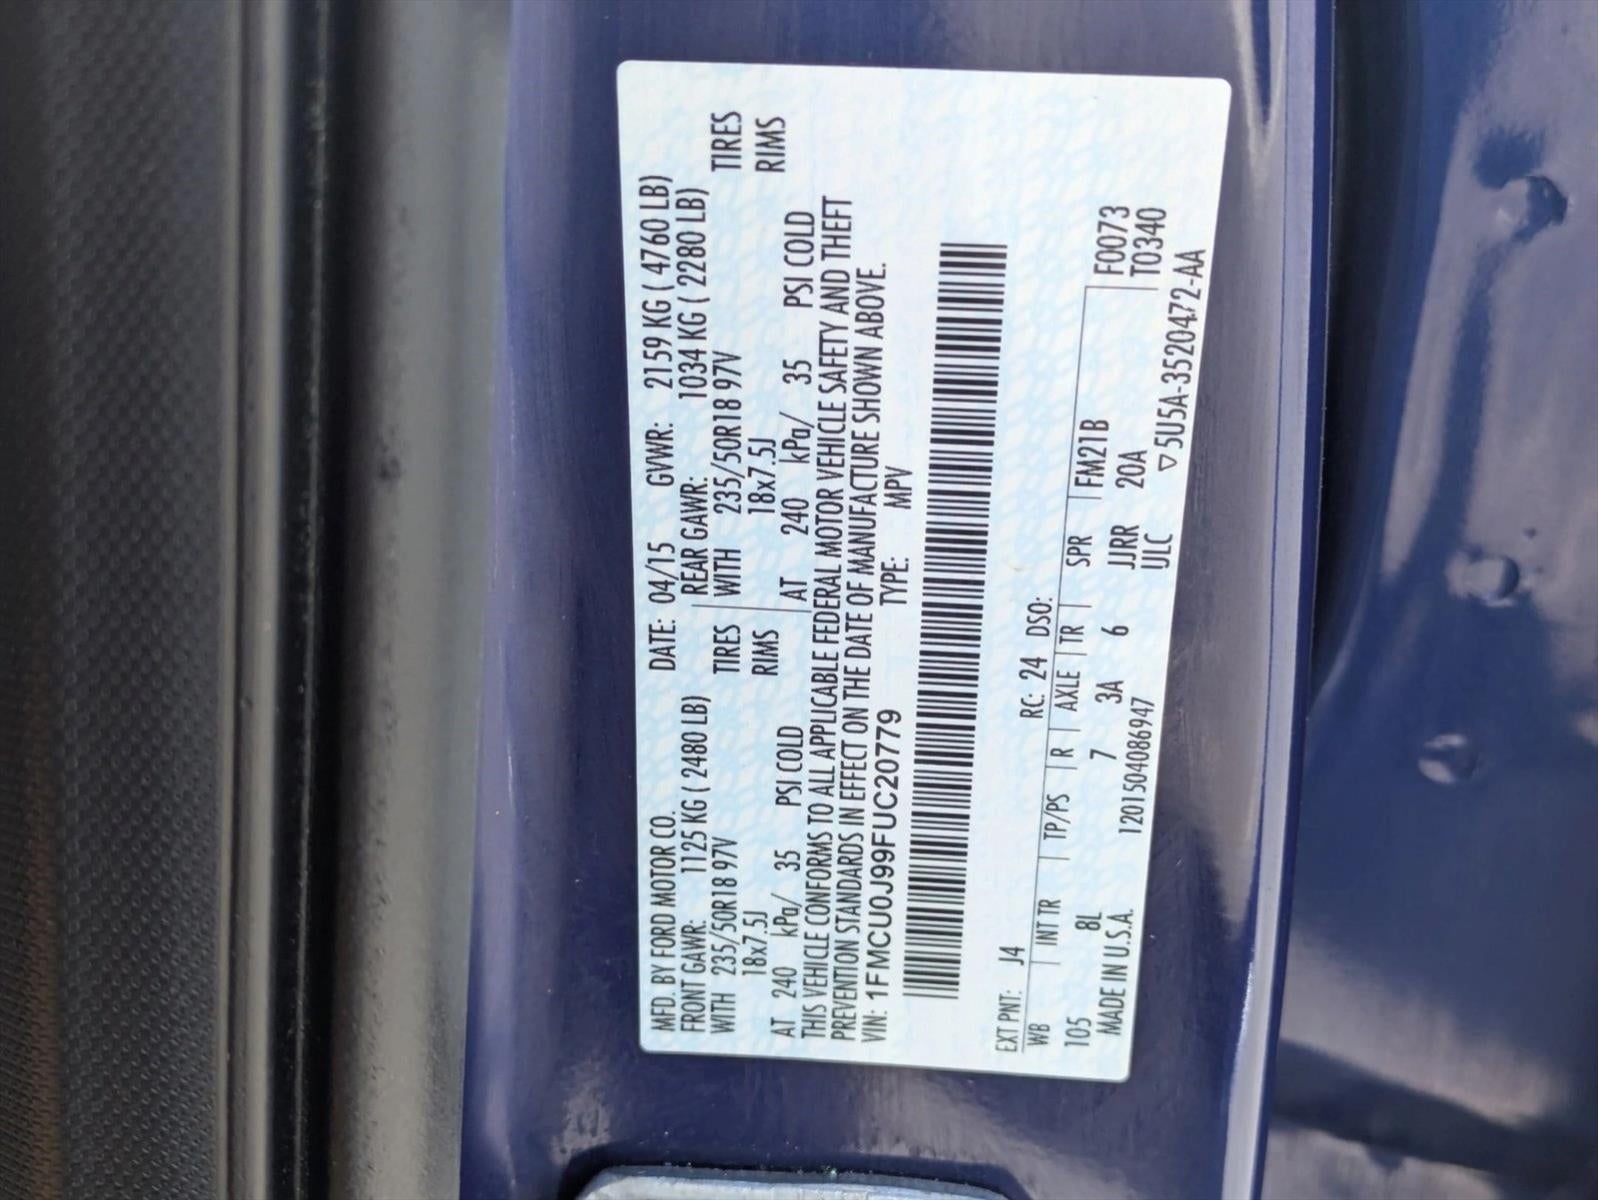 MFD. BY FORD MOTOR CO. DATE: 04/15 GVWR: 2159 KG ( 4760 LB)
FRONT GAWR: 1125 KG ( 2480 LB) REAR GAWR: 1034 KG ( 2280 LB)
WITH 235/50R18 97V TIRES WITH 235/50R18 97V TIRES
18x7.5J RIMS 18x7.5J RIMS
AT 240 kPa/ 35 PSI COLD AT 240 kPa/ 35 PSI COLD
THIS VEHICLE CONFORMS TO ALL APPLICABLE FEDERAL MOTOR VEHICLE SAFETY AND THEFT
PREVENTION STANDARDS IN EFFECT ON THE DATE OF MANUFACTURE SHOWN ABOVE.
VIN: 1FMCU0J99FUC20779 TYPE: MPV
EXT PNT: J4 RC: 24 DSO: F0073
WB INT TR TP/PS R AXLE TR SPR FM21B T0340
105 8L 7 3A 6 JJRR 20A
MADE IN U.S.A. 120150408​6947 ULC ▽5U5A-3520472-AA